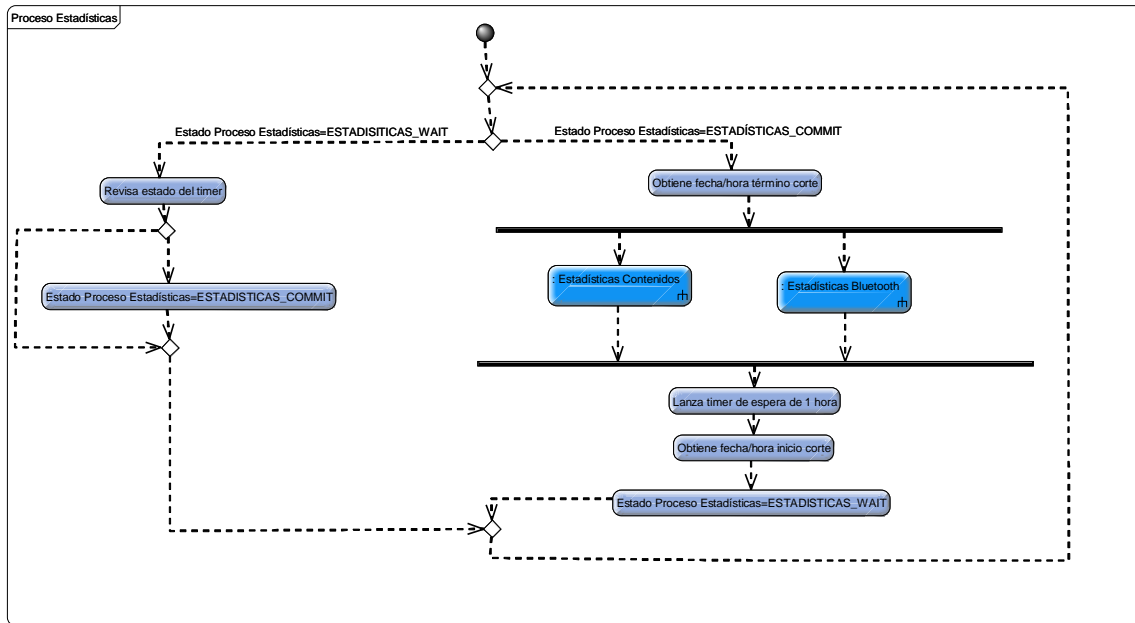 Proceso Estadísticas
Estado Proceso Estadísticas=ESTADISITICAS_WAIT
Estado Proceso Estadísticas=ESTADÍSTICAS_COMMIT
Revisa estado del timer
Obtiene fecha/hora término corte
Estado Proceso Estadísticas=ESTADISTICAS_COMMIT
: Estadísticas Contenidos
: Estadísticas Bluetooth
Lanza timer de espera de 1 hora
Obtiene fecha/hora inicio corte
Estado Proceso Estadísticas=ESTADISTICAS_WAIT